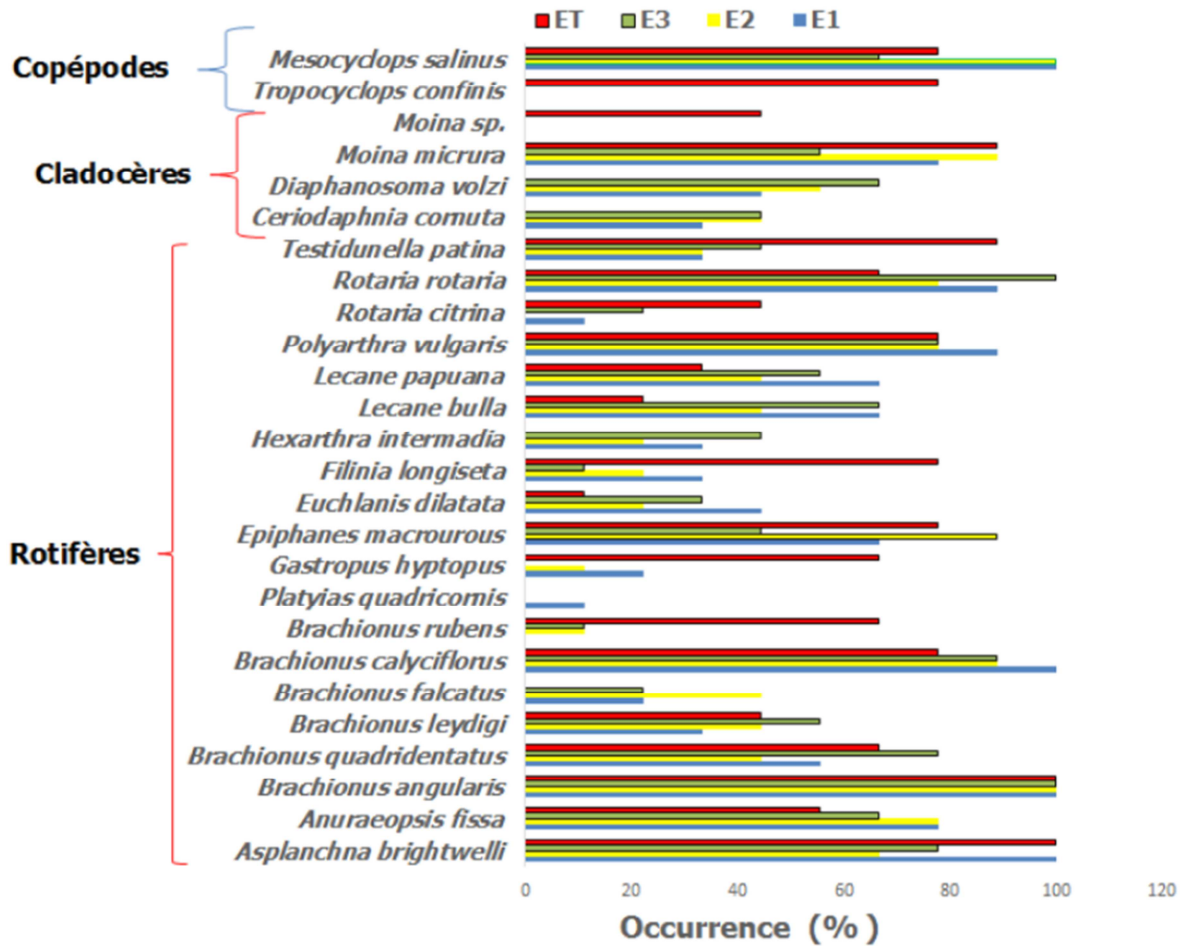 ET E3 E2 E1
Copépodes
Mesocyclops salinus
Tropocyclops confinis
Cladocères
Moina sp.
Moina micrura
Diaphanosoma volzi
Ceriodaphnia cornuta
Rotifères
Testidunella patina
Rotaria rotaria
Rotaria citrina
Polyarthra vulgaris
Lecane papuana
Lecane bulla
Hexarthra intermadia
Filinia longiseta
Euchlanis dilatata
Epiphanes macrourous
Gastropus hyptopus
Platyias quadricornis
Brachionus rubens
Brachionus calyciflorus
Brachionus falcatus
Brachionus leydigi
Brachionus quadridentatus
Brachionus angularis
Anuraeopsis fissa
Asplanchna brightwelli
0 20 40 60 80 100 120
Occurrence (%)